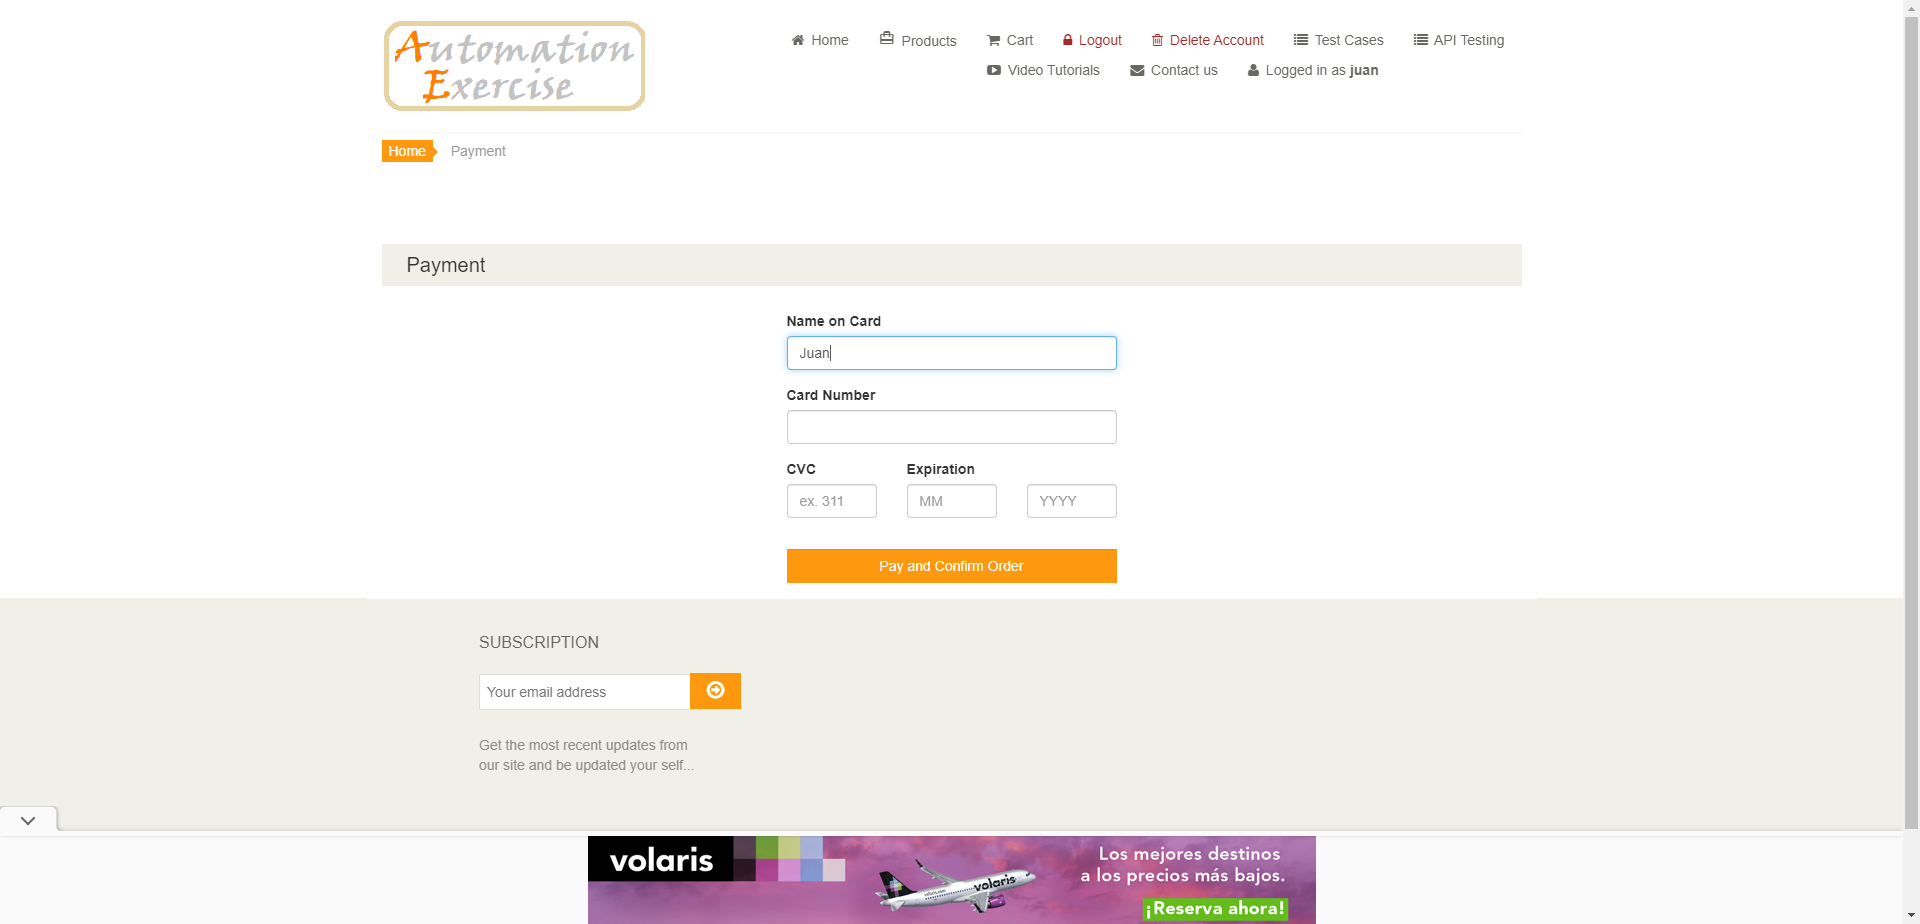 Automation
Exercise
Home
Products
Cart
Logout
Delete Account
Test Cases
API Testing
Video Tutorials
Contact us
Logged in as juan
Home
Payment
Payment
Name on Card
Juan
Card Number
CVC
Expiration
ex. 311
MM
YYYY
Pay and Confirm Order
SUBSCRIPTION
Your email address
Get the most recent updates from
our site and be updated your self...
volaris
volaris
Los mejores destinos
a los precios más bajos.
¡Reserva ahora!